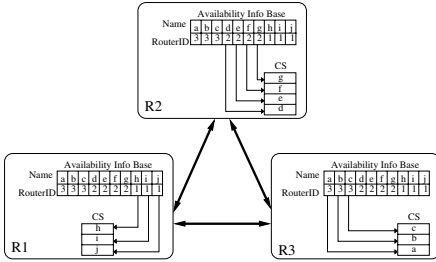 Availability Info Base
Name a b c d e f g h i j
RouterID 3 3 3 2 2 2 2 1 1 1
CS
g
f
e
d
R2
Availability Info Base
Name a b c d e f g h i j
RouterID 3 3 3 2 2 2 2 1 1 1
CS
h
i
j
R1
Availability Info Base
Name a b c d e f g h i j
RouterID 3 3 3 2 2 2 2 1 1 1
CS
c
b
a
R3